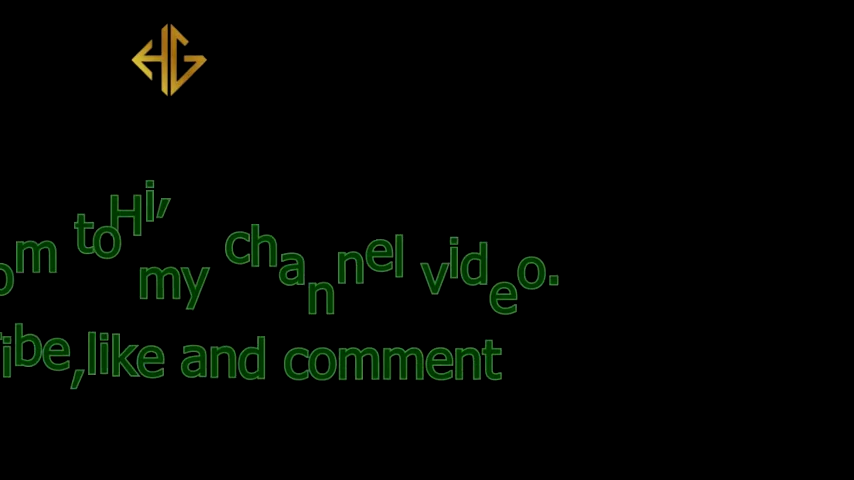 HG
Hi,
om to my channel video.
ibe,like and comment